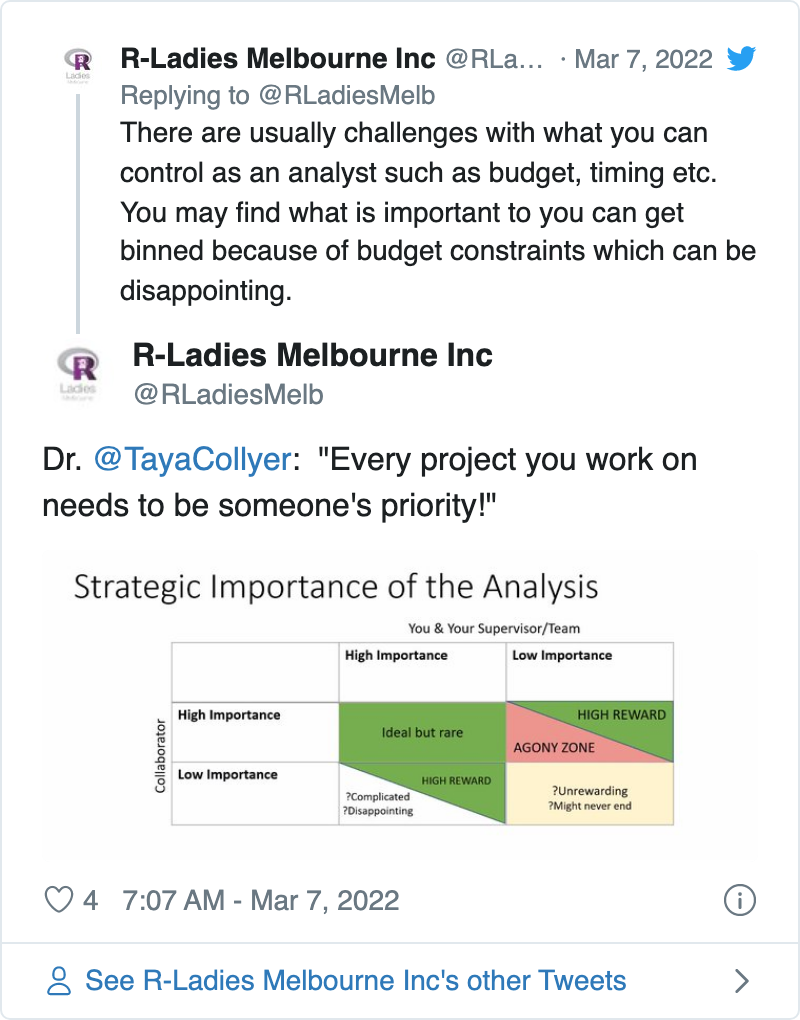 R-Ladies Melbourne Inc @RLa... · Mar 7, 2022
Replying to @RLadiesMelb
There are usually challenges with what you can
control as an analyst such as budget, timing etc.
You may find what is important to you can get
binned because of budget constraints which can be
disappointing.
R
Ladies
R-Ladies Melbourne Inc
@RLadiesMelb
R
Ladies
Melbourne
Dr. @TayaCollyer:  "Every project you work on
needs to be someone's priority!"
Strategic Importance of the Analysis
You & Your Supervisor/Team
High Importance
Low Importance
Collaborator
High Importance
Ideal but rare
HIGH REWARD
AGONY ZONE
Low Importance
HIGH REWARD
?Complicated
?Disappointing
?Unrewarding
?Might never end
4 7:07 AM - Mar 7, 2022
See R-Ladies Melbourne Inc's other Tweets